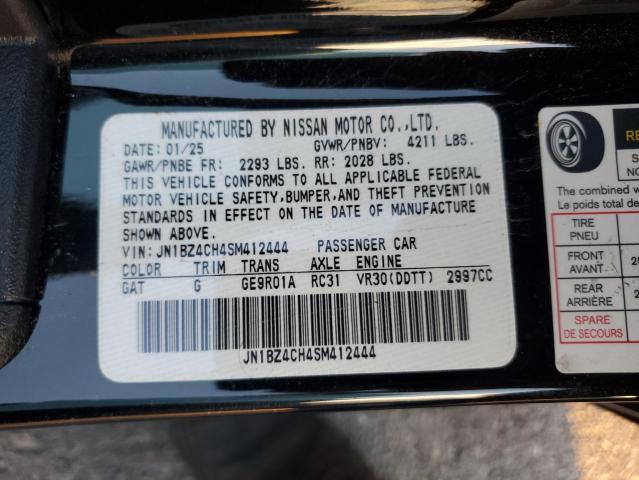 MANUFACTURED BY NISSAN MOTOR CO.,LTD.
DATE: 01/25 GVWR/PNBV: 4211 LBS.
GAWR/PNBE FR: 2293 LBS. RR: 2028 LBS.
THIS VEHICLE CONFORMS TO ALL APPLICABLE FEDERAL
MOTOR VEHICLE SAFETY,BUMPER,AND THEFT PREVENTION
STANDARDS IN EFFECT ON THE DATE OF MANUFACTURE
SHOWN ABOVE.
VIN: JN1BZ4CH4SM412444 PASSENGER CAR
COLOR TRIM TRANS AXLE ENGINE
GAT G GE9R01A RC31 VR30(DDTT) 2997CC
JN1BZ4CH4SM412444
The combined
Le poids total
TIRE
PNEU
FRONT
AVANT
REAR
ARRIÈRE
SPARE
DE SECOURS